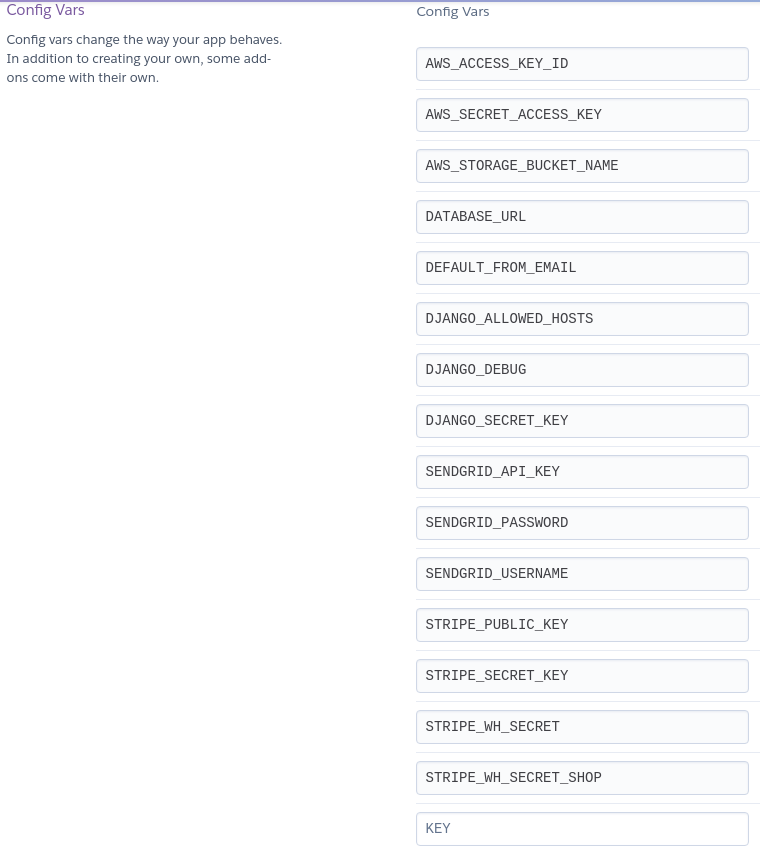 Config Vars
Config vars change the way your app behaves.
In addition to creating your own, some add-
ons come with their own.
Config Vars
AWS_ACCESS_KEY_ID
AWS_SECRET_ACCESS_KEY
AWS_STORAGE_BUCKET_NAME
DATABASE_URL
DEFAULT_FROM_EMAIL
DJANGO_ALLOWED_HOSTS
DJANGO_DEBUG
DJANGO_SECRET_KEY
SENDGRID_API_KEY
SENDGRID_PASSWORD
SENDGRID_USERNAME
STRIPE_PUBLIC_KEY
STRIPE_SECRET_KEY
STRIPE_WH_SECRET
STRIPE_WH_SECRET_SHOP
KEY